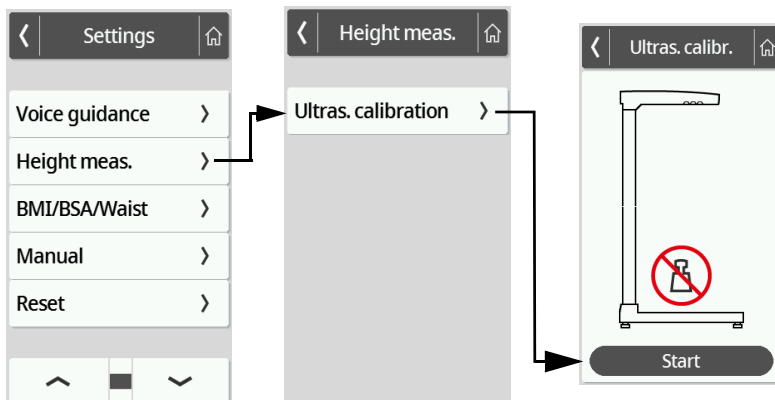 Settings
Voice guidance
Height meas.
BMI/BSA/Waist
Manual
Reset
Height meas.
Ultras. calibration
Ultras. calibr.
Start